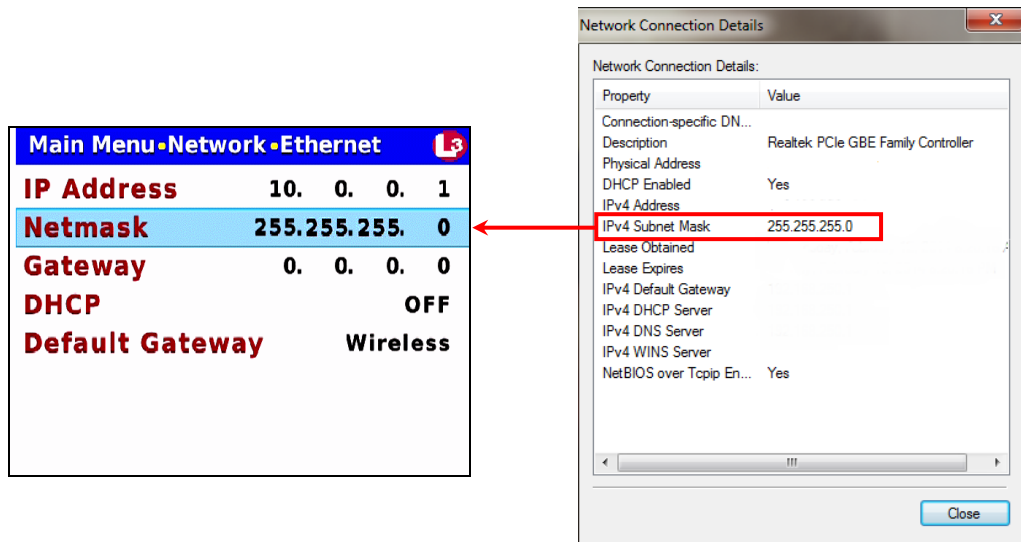 Main Menu•Network•Ethernet L3
IP Address 10. 0. 0. 1
Netmask 255.255.255. 0
Gateway 0. 0. 0. 0
DHCP OFF
Default Gateway Wireless
Network Connection Details
X
Network Connection Details:
Property Value
Connection-specific DN...
Description Realtek PCIe GBE Family Controller
Physical Address
DHCP Enabled Yes
IPv4 Address
IPv4 Subnet Mask 255.255.255.0
Lease Obtained
Lease Expires
IPv4 Default Gateway
IPv4 DHCP Server
IPv4 DNS Server
IPv4 WINS Server
NetBIOS over Tcpip En... Yes
Close